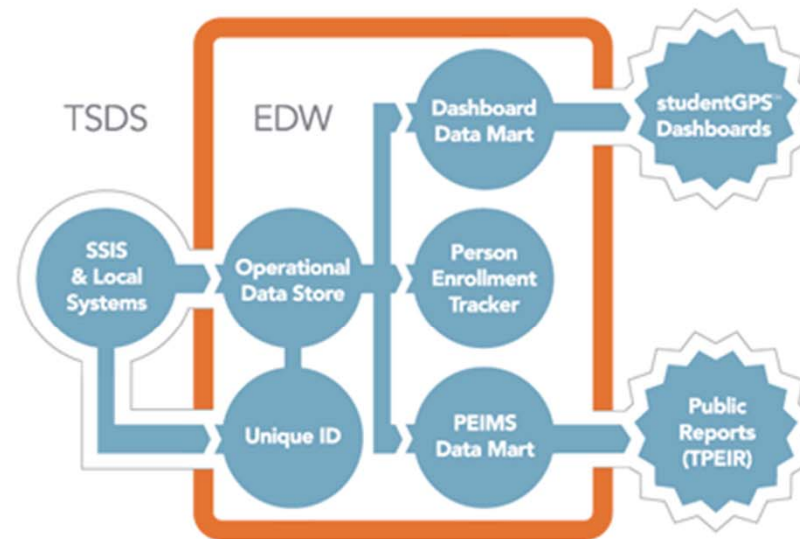 TSDS
EDW
SSIS
& Local
Systems
Operational
Data Store
Unique ID
Dashboard
Data Mart
Person
Enrollment
Tracker
PEIMS
Data Mart
studentGPS℠
Dashboards
Public
Reports
(TPEIR)